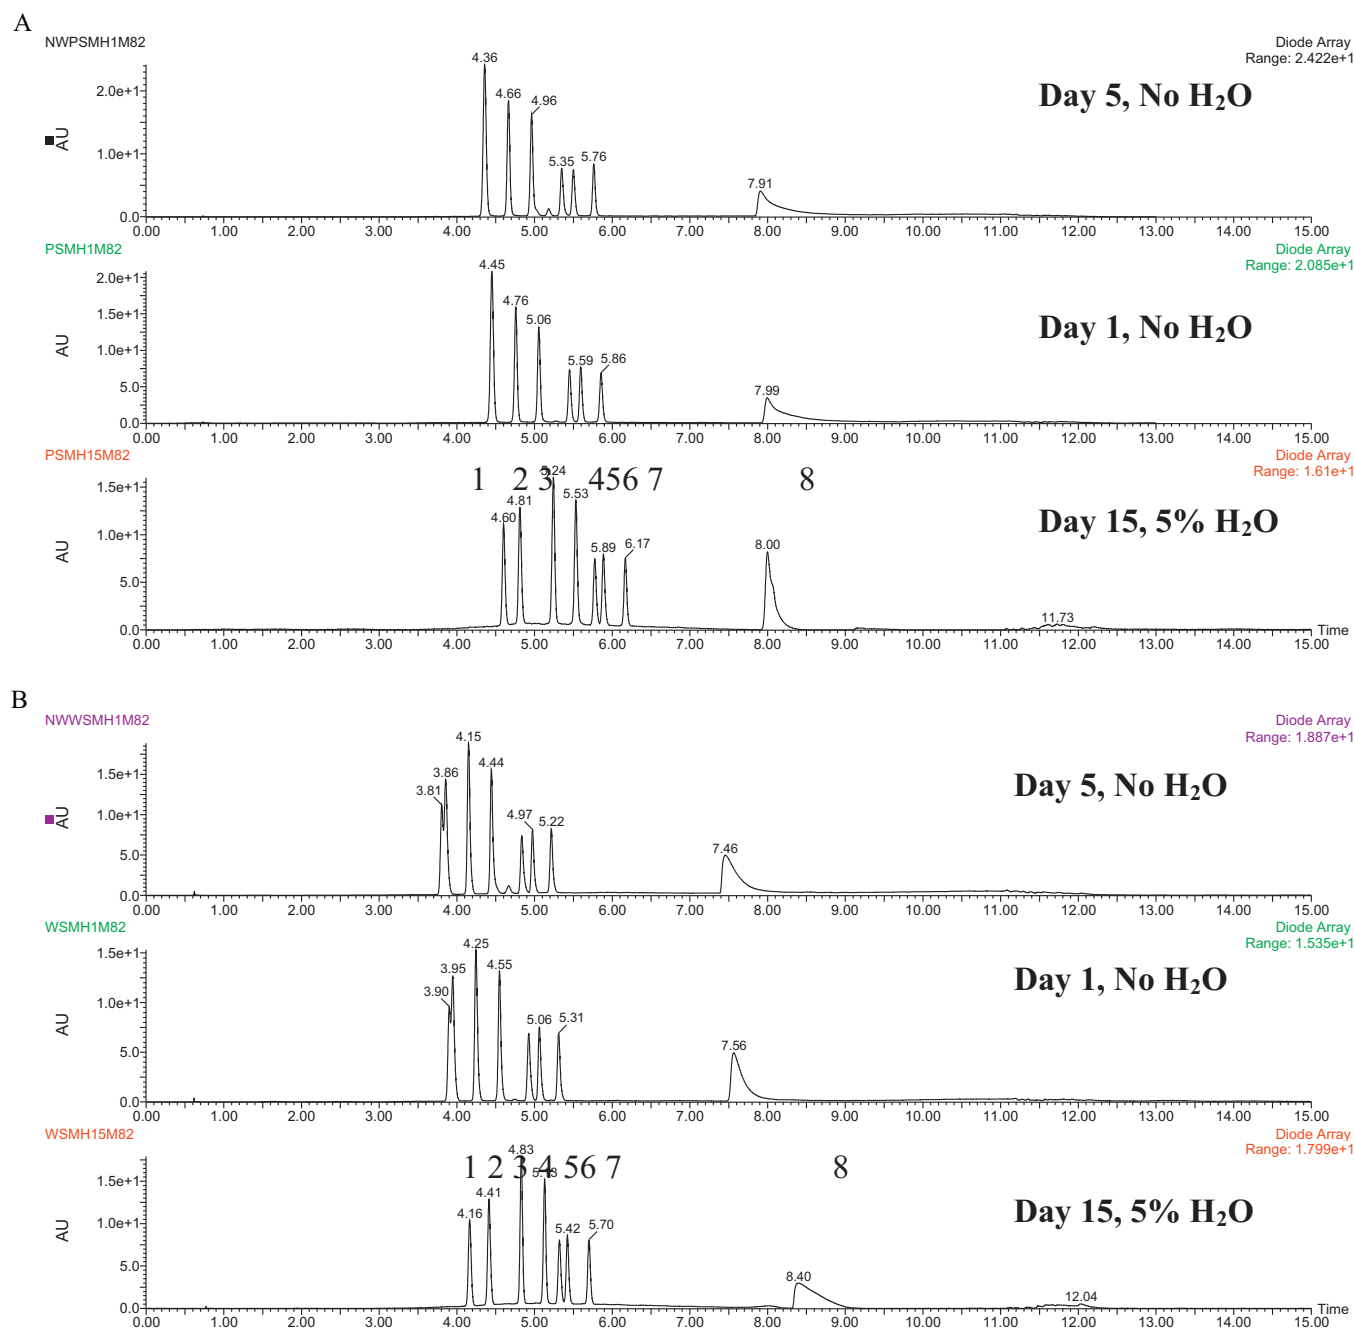 A
NWPSMH1M82
Diode Array
Range: 2.422e+1
Day 5, No H₂O
AU
2.0e+1
1.0e+1
0.0
4.36
4.66
4.96
5.35
5.76
7.91
0.00 1.00 2.00 3.00 4.00 5.00 6.00 7.00 8.00 9.00 10.00 11.00 12.00 13.00 14.00 15.00
PSMH1M82
Diode Array
Range: 2.085e+1
Day 1, No H₂O
AU
2.0e+1
1.5e+1
1.0e+1
5.0
0.0
4.45
4.76
5.06
5.59
5.86
7.99
0.00 1.00 2.00 3.00 4.00 5.00 6.00 7.00 8.00 9.00 10.00 11.00 12.00 13.00 14.00 15.00
PSMH15M82
Diode Array
Range: 1.61e+1
1 2 3 456 7 8
Day 15, 5% H₂O
AU
1.5e+1
1.0e+1
5.0
0.0
4.60
4.81
5.24
5.53
5.89
6.17
8.00
11.73
Time
0.00 1.00 2.00 3.00 4.00 5.00 6.00 7.00 8.00 9.00 10.00 11.00 12.00 13.00 14.00 15.00
B
NWWSMH1M82
Diode Array
Range: 1.887e+1
Day 5, No H₂O
AU
1.5e+1
1.0e+1
5.0
0.0
3.81
3.86
4.15
4.44
4.97
5.22
7.46
0.00 1.00 2.00 3.00 4.00 5.00 6.00 7.00 8.00 9.00 10.00 11.00 12.00 13.00 14.00 15.00
WSMH1M82
Diode Array
Range: 1.535e+1
Day 1, No H₂O
AU
1.5e+1
1.0e+1
5.0
0.0
3.90
3.95
4.25
4.55
5.06
5.31
7.56
0.00 1.00 2.00 3.00 4.00 5.00 6.00 7.00 8.00 9.00 10.00 11.00 12.00 13.00 14.00 15.00
WSMH15M82
Diode Array
Range: 1.799e+1
1 2 3 4 56 7 8
Day 15, 5% H₂O
AU
1.5e+1
1.0e+1
5.0
0.0
4.16
4.41
4.83
5.42
5.70
8.40
12.04
Time
0.00 1.00 2.00 3.00 4.00 5.00 6.00 7.00 8.00 9.00 10.00 11.00 12.00 13.00 14.00 15.00